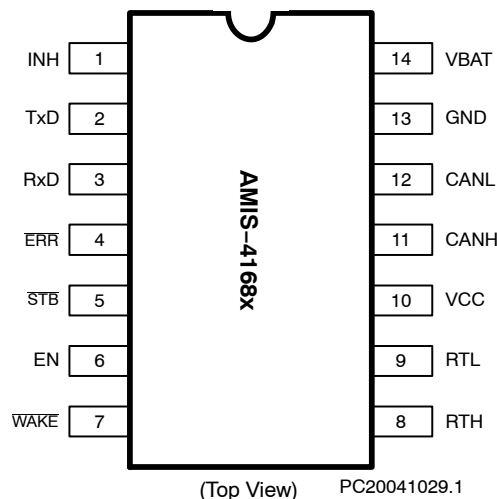 INH 1 14 VBAT
TxD 2 13 GND
RxD 3 12 CANL
ERR 4 11 CANH
STB 5 10 VCC
EN 6 9 RTL
WAKE 7 8 RTH
AMIS–4168x
(Top View) PC20041029.1